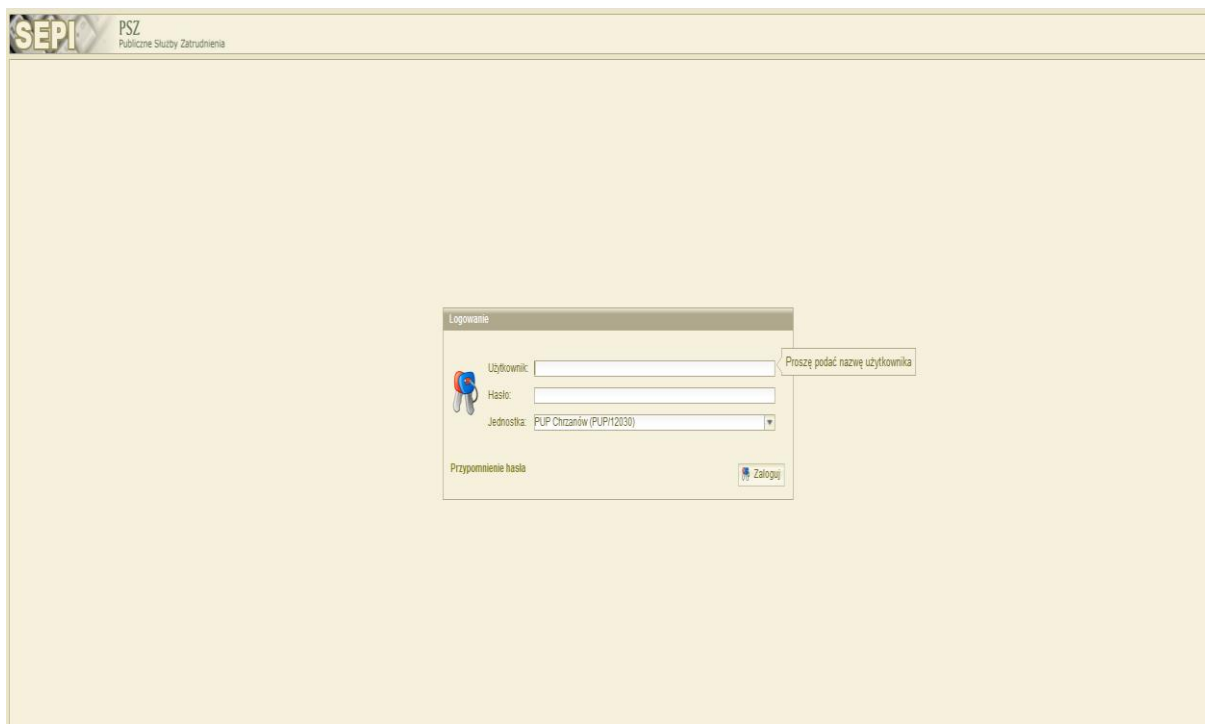 SEPI
PSZ
Publiczne Służby Zatrudnienia
Logowanie
Użytkownik:
Proszę podać nazwę użytkownika
Hasło:
Jednostka: PUP Chrzanów (PUP/12030)
Przypomnienie hasła
Zaloguj